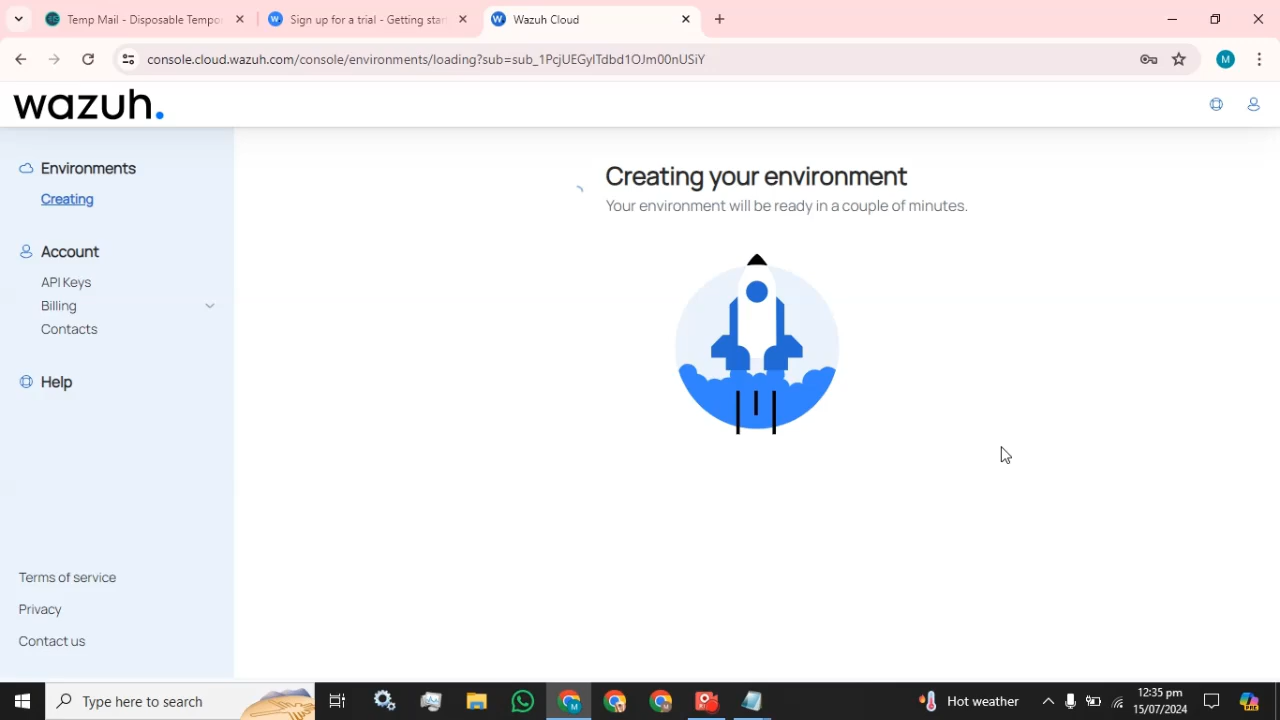 Temp Mail - Disposable Tempo
Sign up for a trial - Getting star
Wazuh Cloud
console.cloud.wazuh.com/console/environments/loading?sub=sub_1PcjUEGyITdbd1OJm00nUSiY
M
wazuh.
Environments
Creating
Account
API Keys
Billing
Contacts
Help
Terms of service
Privacy
Contact us
Creating your environment
Your environment will be ready in a couple of minutes.
Type here to search
Hot weather
12:35 pm
15/07/2024